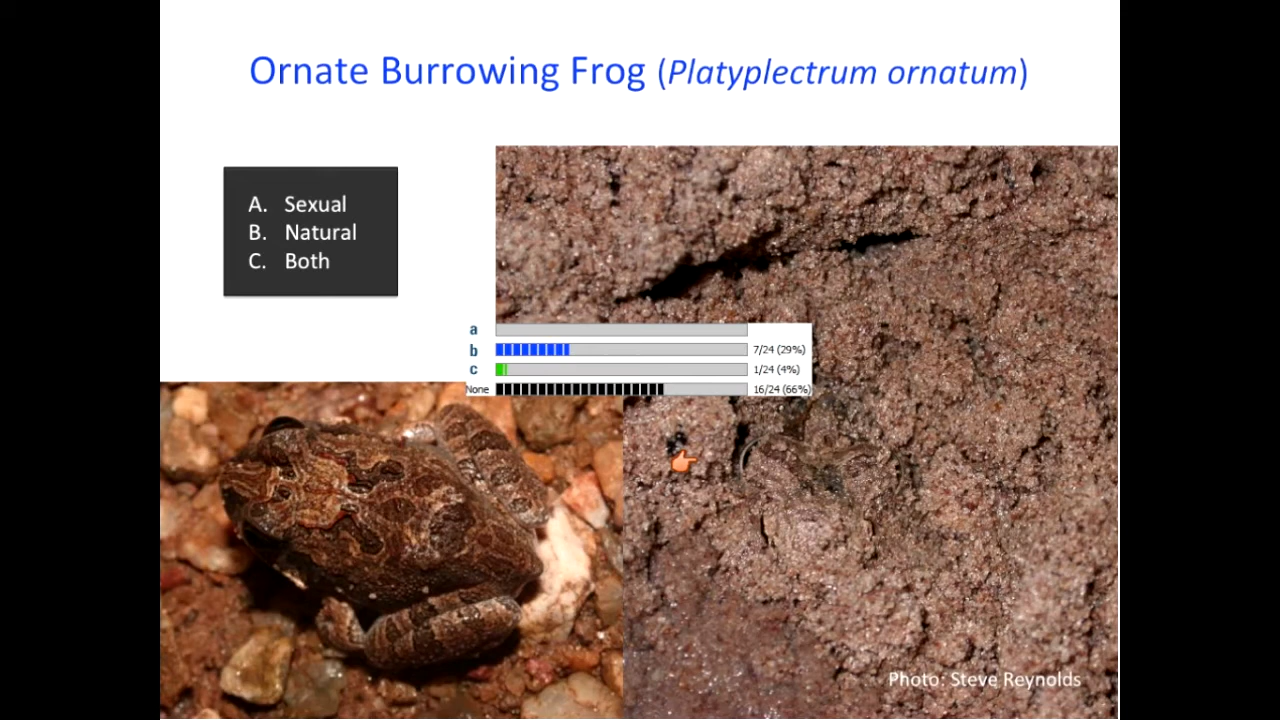 Ornate Burrowing Frog (Platyplectrum ornatum)
A. Sexual
B. Natural
C. Both
a
b 7/24 (29%)
c 1/24 (4%)
None 16/24 (66%)
Photo: Steve Reynolds